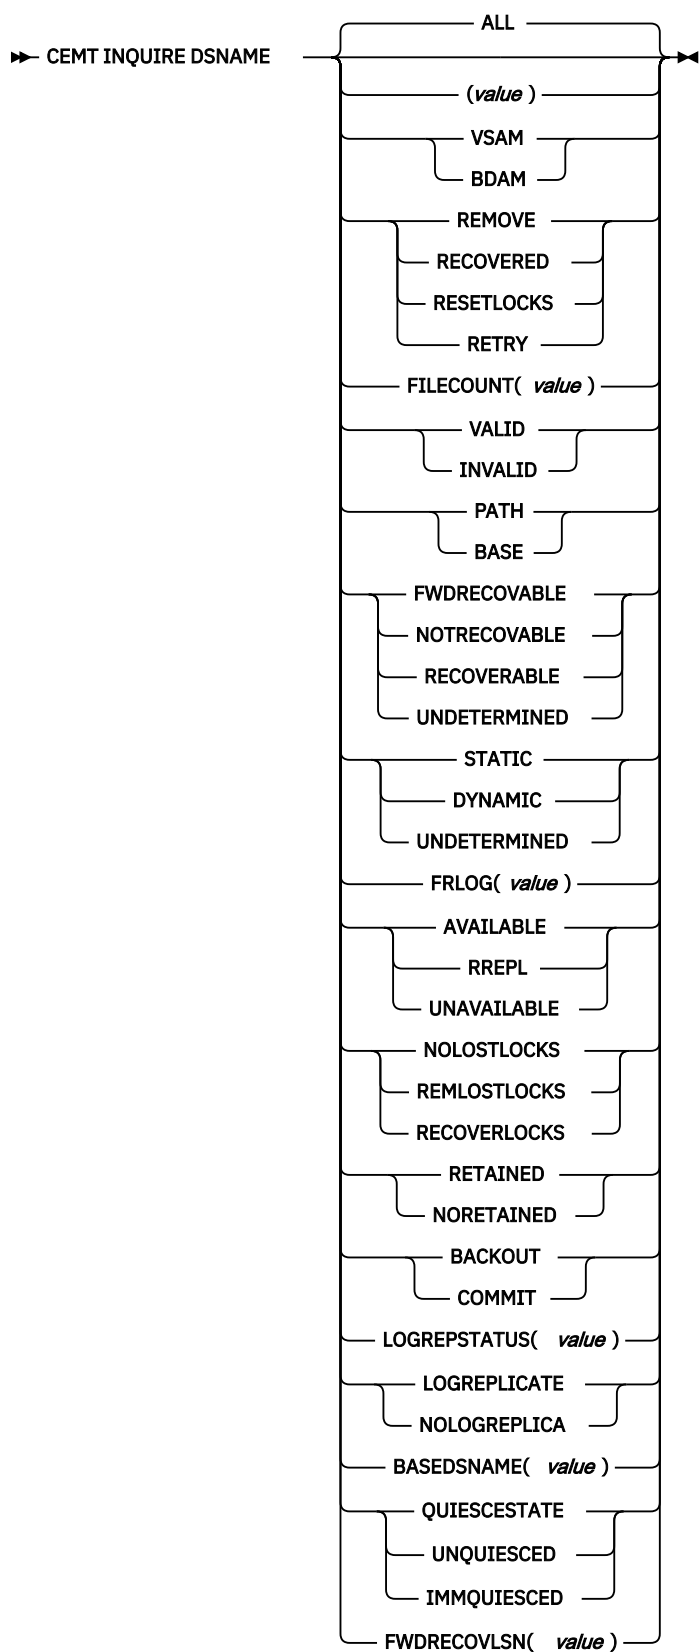 ALL
CEMT INQUIRE DSNAME
(value)
VSAM
BDAM
REMOVE
RECOVERED
RESETLOCKS
RETRY
FILECOUNT( value )
VALID
INVALID
PATH
BASE
FWDRECOVABLE
NOTRECOVABLE
RECOVERABLE
UNDETERMINED
STATIC
DYNAMIC
UNDETERMINED
FRLOG( value )
AVAILABLE
RREPL
UNAVAILABLE
NOLOSTLOCKS
REMLOSTLOCKS
RECOVERLOCKS
RETAINED
NORETAINED
BACKOUT
COMMIT
LOGREPSTATUS( value )
LOGREPLICATE
NOLOGREPLICA
BASEDSNAME( value )
QUIESCESTATE
UNQUIESCED
IMMQUIESCED
FWDRECOVLSN( value )